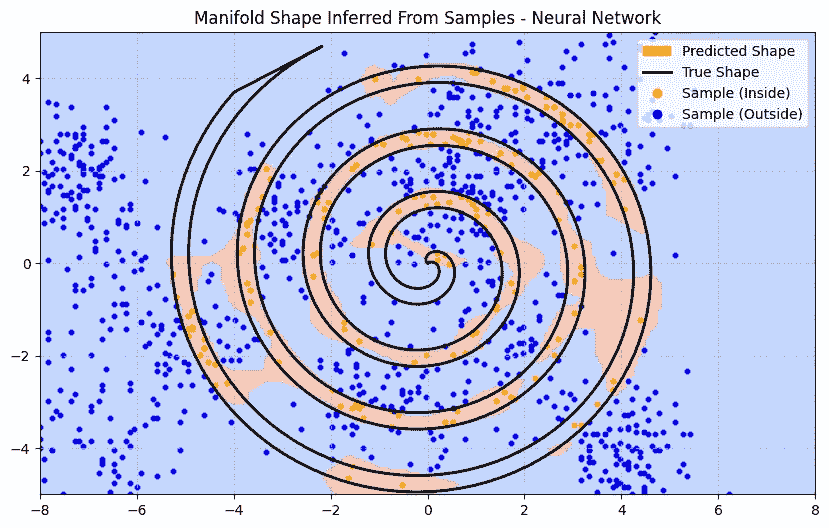 Manifold Shape Inferred From Samples - Neural Network
Predicted Shape
True Shape
Sample (Inside)
Sample (Outside)
4
2
0
−2
−4
−8
−6
−4
−2
0
2
4
6
8